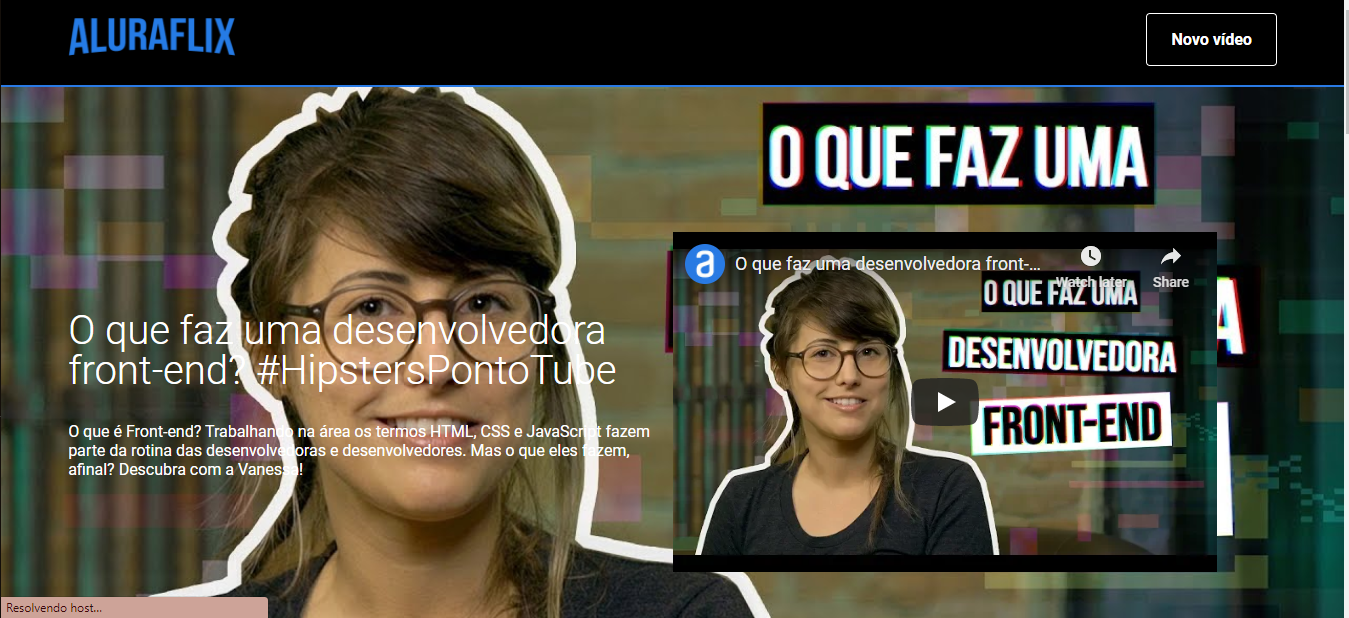 ALURAFLIX
Novo vídeo
O QUE FAZ UMA
O que faz uma desenvolvedora
front-end? #HipstersPontoTube
O que é Front-end? Trabalhando na área os termos HTML, CSS e JavaScript fazem
parte da rotina das desenvolvedoras e desenvolvedores. Mas o que eles fazem,
afinal? Descubra com a Vanessa!
a
O que faz uma desenvolvedora front-...
Watch later
Share
O QUE FAZ UMA
DESENVOLVEDORA
FRONT-END
A
Resolvendo host...